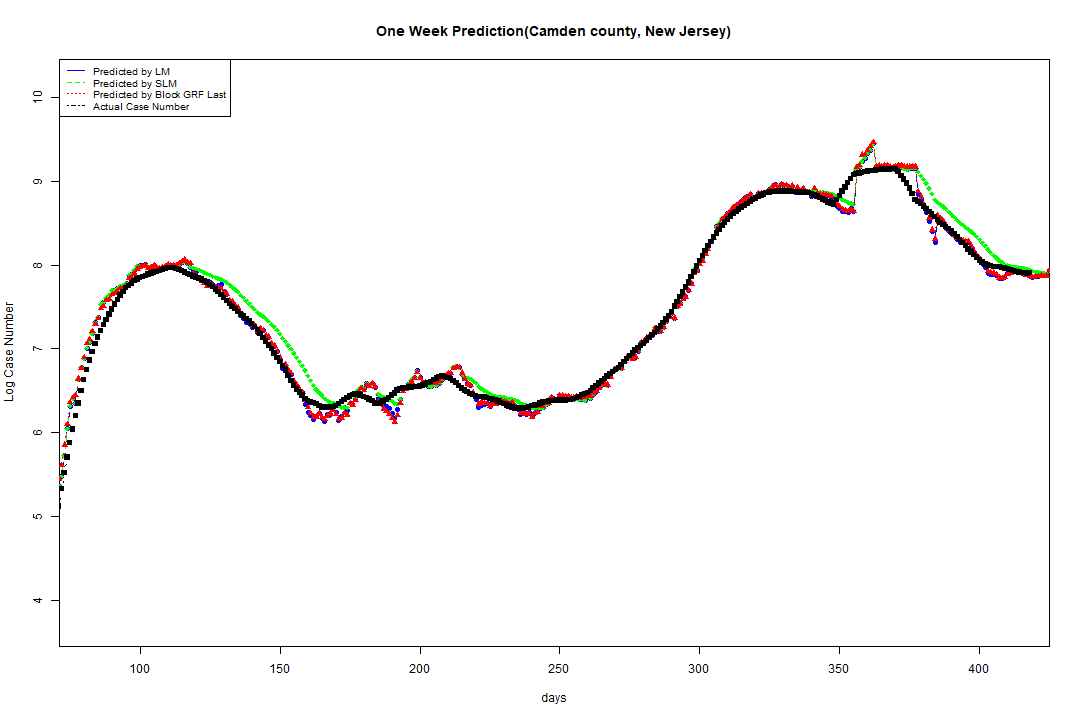 One Week Prediction(Camden county, New Jersey)
Predicted by LM
Predicted by SLM
Predicted by Block GRF Last
Actual Case Number
10
9
8
7
6
5
4
Log Case Number
100 150 200 250 300 350 400
days